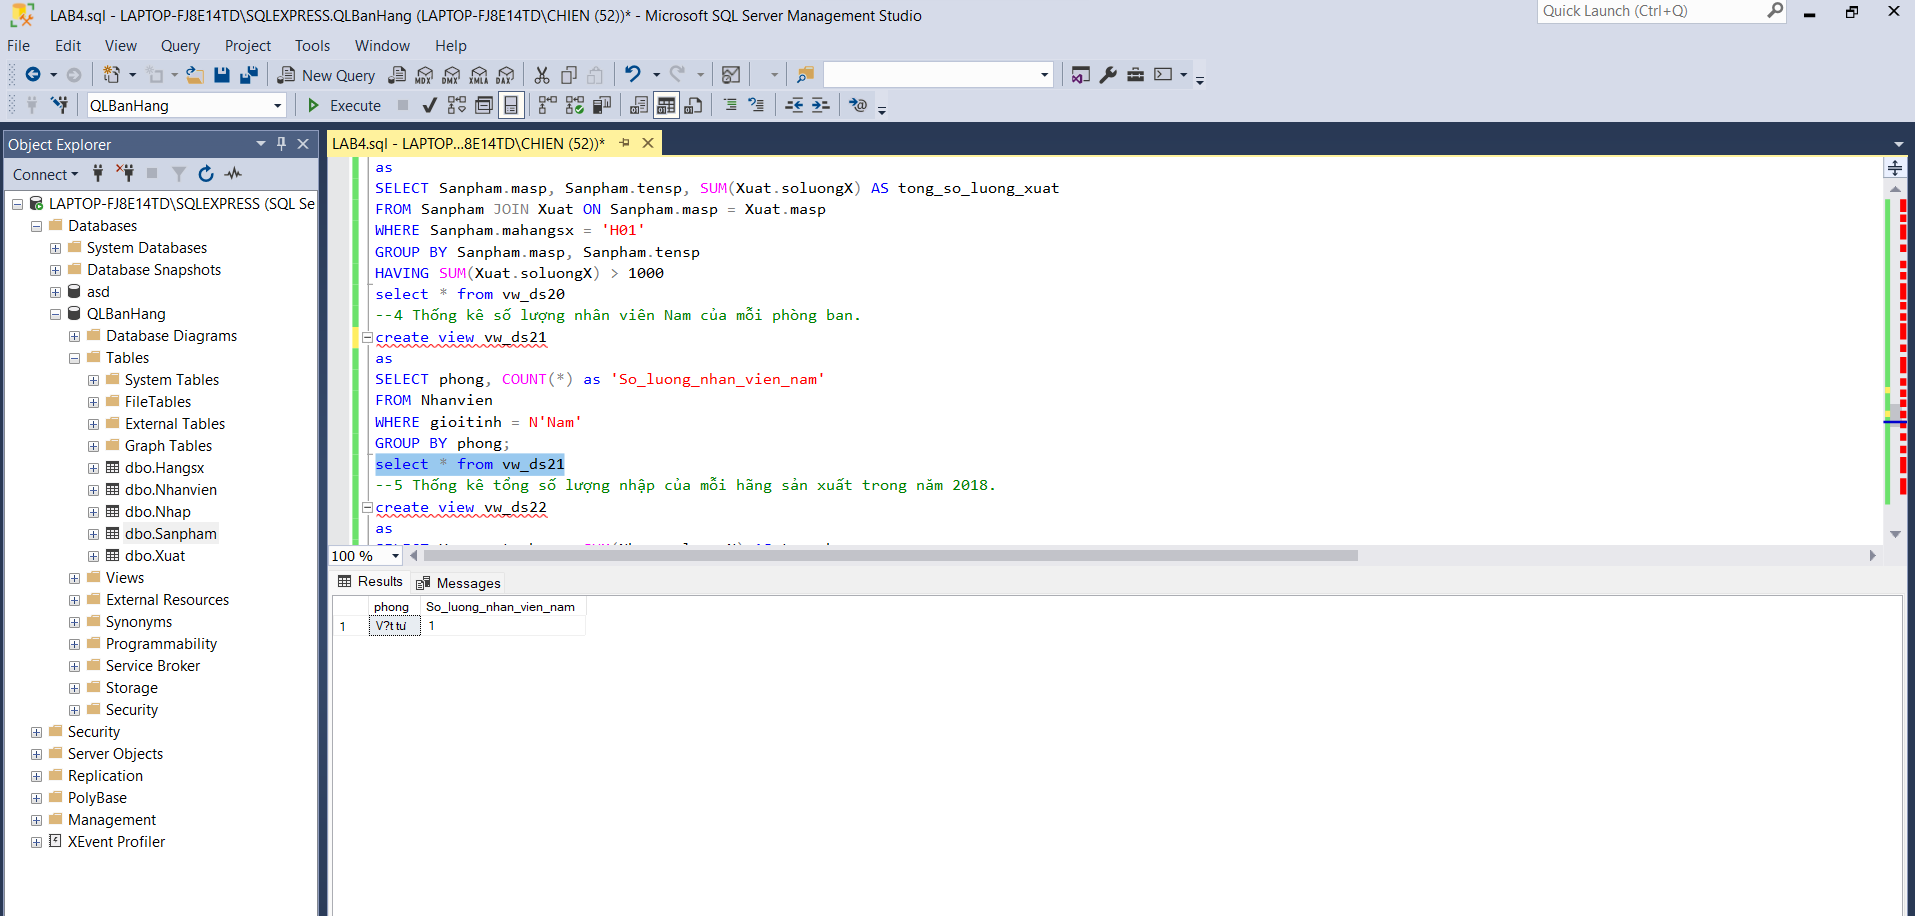 LAB4.sql - LAPTOP-FJ8E14TD\SQLEXPRESS.QLBanHang (LAPTOP-FJ8E14TD\CHIEN (52))* - Microsoft SQL Server Management Studio
Quick Launch (Ctrl+Q)
File Edit View Query Project Tools Window Help
New Query
MDX DMX XMLA DAX
QLBanHang
Execute
Object Explorer
Connect
LAPTOP-FJ8E14TD\SQLEXPRESS (SQL Se
Databases
System Databases
Database Snapshots
asd
QLBanHang
Database Diagrams
Tables
System Tables
FileTables
External Tables
Graph Tables
dbo.Hangsx
dbo.Nhanvien
dbo.Nhap
dbo.Sanpham
dbo.Xuat
Views
External Resources
Synonyms
Programmability
Service Broker
Storage
Security
Security
Server Objects
Replication
PolyBase
Management
XEvent Profiler
LAB4.sql - LAPTOP...8E14TD\CHIEN (52))*
as
SELECT Sanpham.masp, Sanpham.tensp, SUM(Xuat.soluongX) AS tong_so_luong_xuat
FROM Sanpham JOIN Xuat ON Sanpham.masp = Xuat.masp
WHERE Sanpham.mahangsx = 'H01'
GROUP BY Sanpham.masp, Sanpham.tensp
HAVING SUM(Xuat.soluongX) > 1000
select * from vw_ds20
--4 Thống kê số lượng nhân viên Nam của mỗi phòng ban.
create view vw_ds21
as
SELECT phong, COUNT(*) as 'So_luong_nhan_vien_nam'
FROM Nhanvien
WHERE gioitinh = N'Nam'
GROUP BY phong;
select * from vw_ds21
--5 Thống kê tổng số lượng nhập của mỗi hãng sản xuất trong năm 2018.
create view vw_ds22
as
100 %
Results Messages
phong So_luong_nhan_vien_nam
1 V?t tư 1